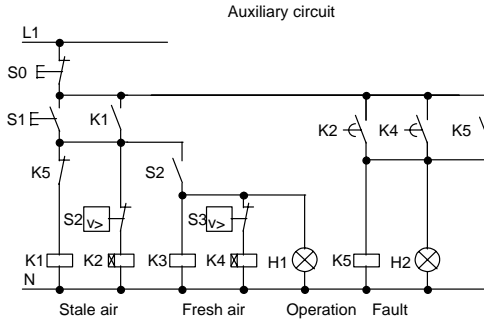 Auxiliary circuit
L1
S0
S1
K1
K2
K4
K5
K5
S2
S2
v>
S3
v>
K1
K2
K3
K4
H1
K5
H2
N
Stale air
Fresh air
Operation
Fault